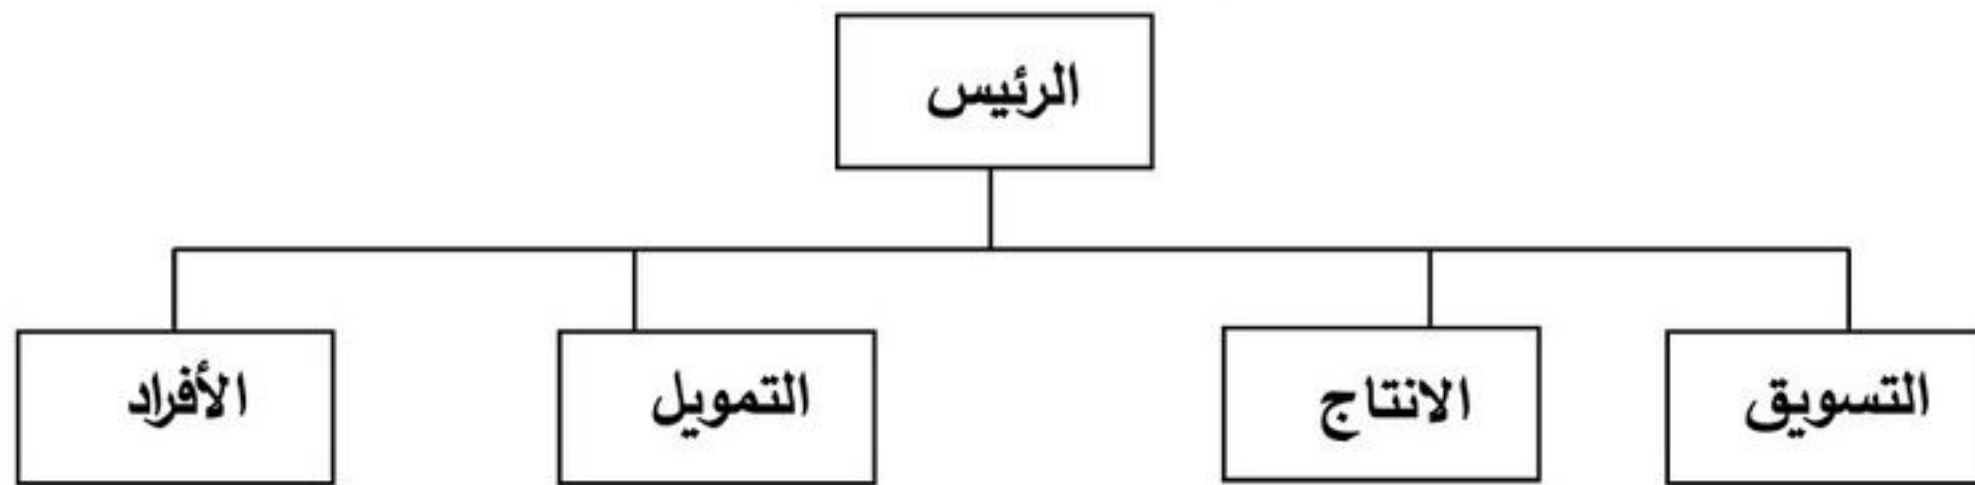 الرئيس
التسويق
الانتاج
التمويل
الأفراد